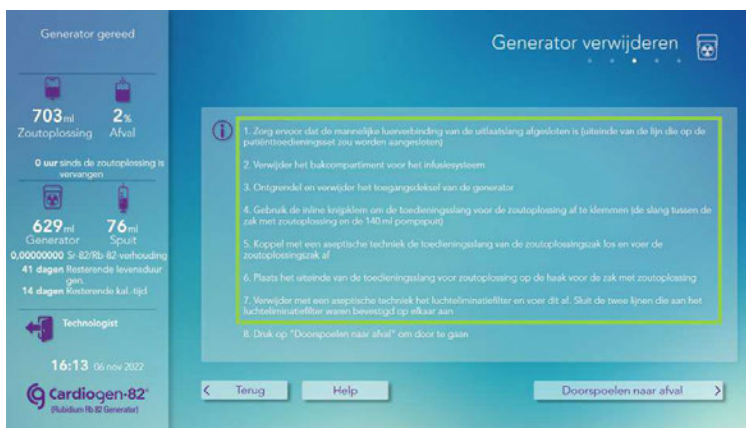 Generator gereed
Generator verwijderen
703 ml
Zoutoplossing
2%
Afval
0 uur sinds de zoutoplossing is
vervangen
629 ml
Generator
76 ml
Spuit
0,00000000 Sr-82/Rb-82-verhouding
41 dagen Resterende levensduur
gen.
14 dagen Resterende kal.-tijd
Technologist
16:13 06 nov 2022
Cardiogen-82®
(Rubidium Rb 82 Generator)
1. Zorg ervoor dat de mannelijke luerverbinding van de uitlaatslang afgesloten is (uiteinde van de lijn die op de
patiënttoedieningsset zou worden aangesloten)
2. Verwijder het bakcompartiment voor het infusiesysteem
3. Ontgrendel en verwijder het toegangsdeksel van de generator
4. Gebruik de inline knijpklem om de toedieningsslang voor de zoutoplossing af te klemmen (de slang tussen de
zak met zoutoplossing en de 140 ml pompspuit)
5. Koppel met een aseptische techniek de toedieningsslang van de zoutoplossingszak los en voer de
zoutoplossingszak af
6. Plaats het uiteinde van de toedieningsslang voor zoutoplossing op de haak voor de zak met zoutoplossing
7. Verwijder met een aseptische techniek het luchteliminatiefilter en voer dit af. Sluit de twee lijnen die aan het
luchteliminatiefilter waren bevestigd op elkaar aan
8. Druk op "Doorspoelen naar afval" om door te gaan
Terug
Help
Doorspoelen naar afval